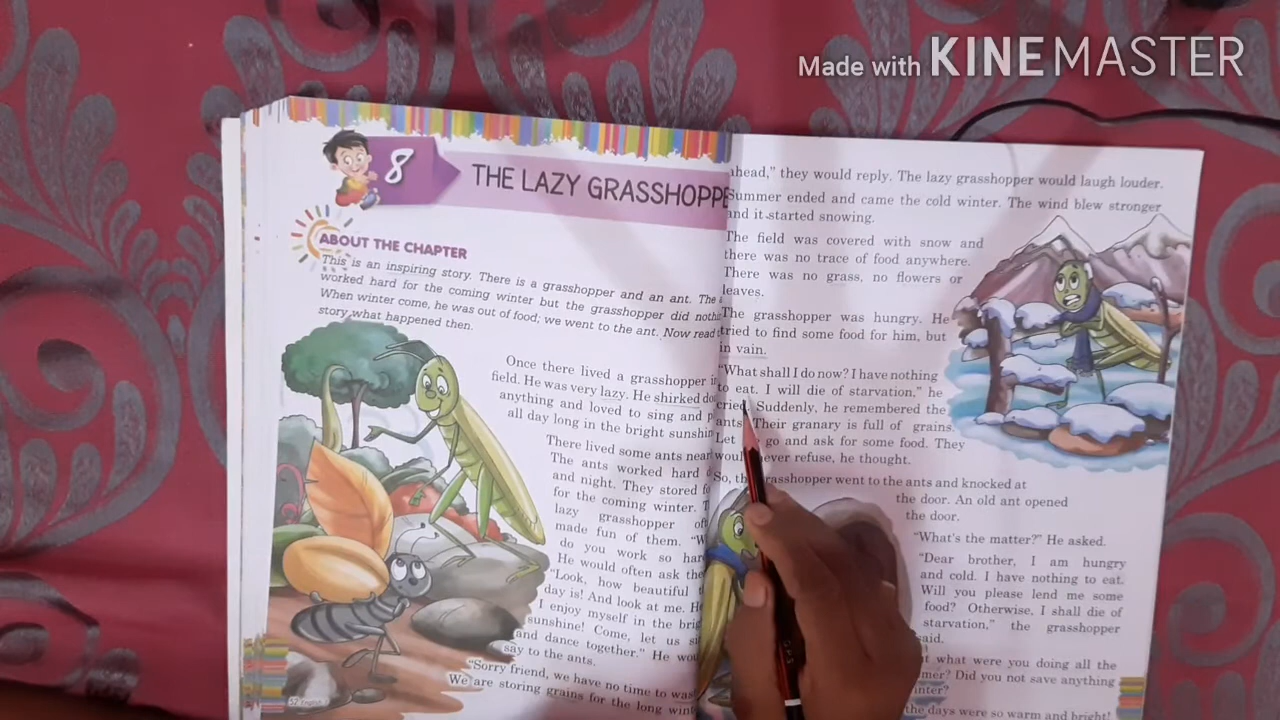 Made with KINEMASTER
8
THE LAZY GRASSHOPPE
ABOUT THE CHAPTER
This is an inspiring story. There is a grasshopper and an ant. The
worked hard for the coming winter but the grasshopper did
When winter come, he was out of food; we went to the ant. Now read
story what happened then.
Once there lived a grasshopper
field. He was very lazy. He shirked
anything and loved to sing and
all day long in the bright
There lived some ants
The ants worked hard
and night. They stored
for the coming winter.
lazy grasshopper
made fun of them.
do you work so
He would often ask
"Look, how beautiful
day is! And look at me.
I enjoy myself in the
sunshine! Come, let us
and dance together." He
say to the ants.
"Sorry friend, we have no time to
We are storing grains for the long
ahead," they would reply. The lazy grasshopper would laugh louder.
Summer ended and came the cold winter. The wind blew stronger
and it started snowing.
The field was covered with snow and
there was no trace of food anywhere.
There was no grass, no flowers or
leaves.
The grasshopper was hungry. He
tried to find some food for him, but
in vain.
"What shall I do now? I have nothing
to eat. I will die of starvation," he
cried. Suddenly, he remembered the
ants. Their granary is full of grains.
Let go and ask for some food. They
would never refuse, he thought.
So, the grasshopper went to the ants and knocked at
the door. An old ant opened
the door.
"What's the matter?" He asked.
"Dear brother, I am hungry
and cold. I have nothing to eat.
Will you please lend me some
food? Otherwise, I shall die of
starvation," the grasshopper
said.
what were you doing all the
Did you not save anything
the days were so warm and bright!